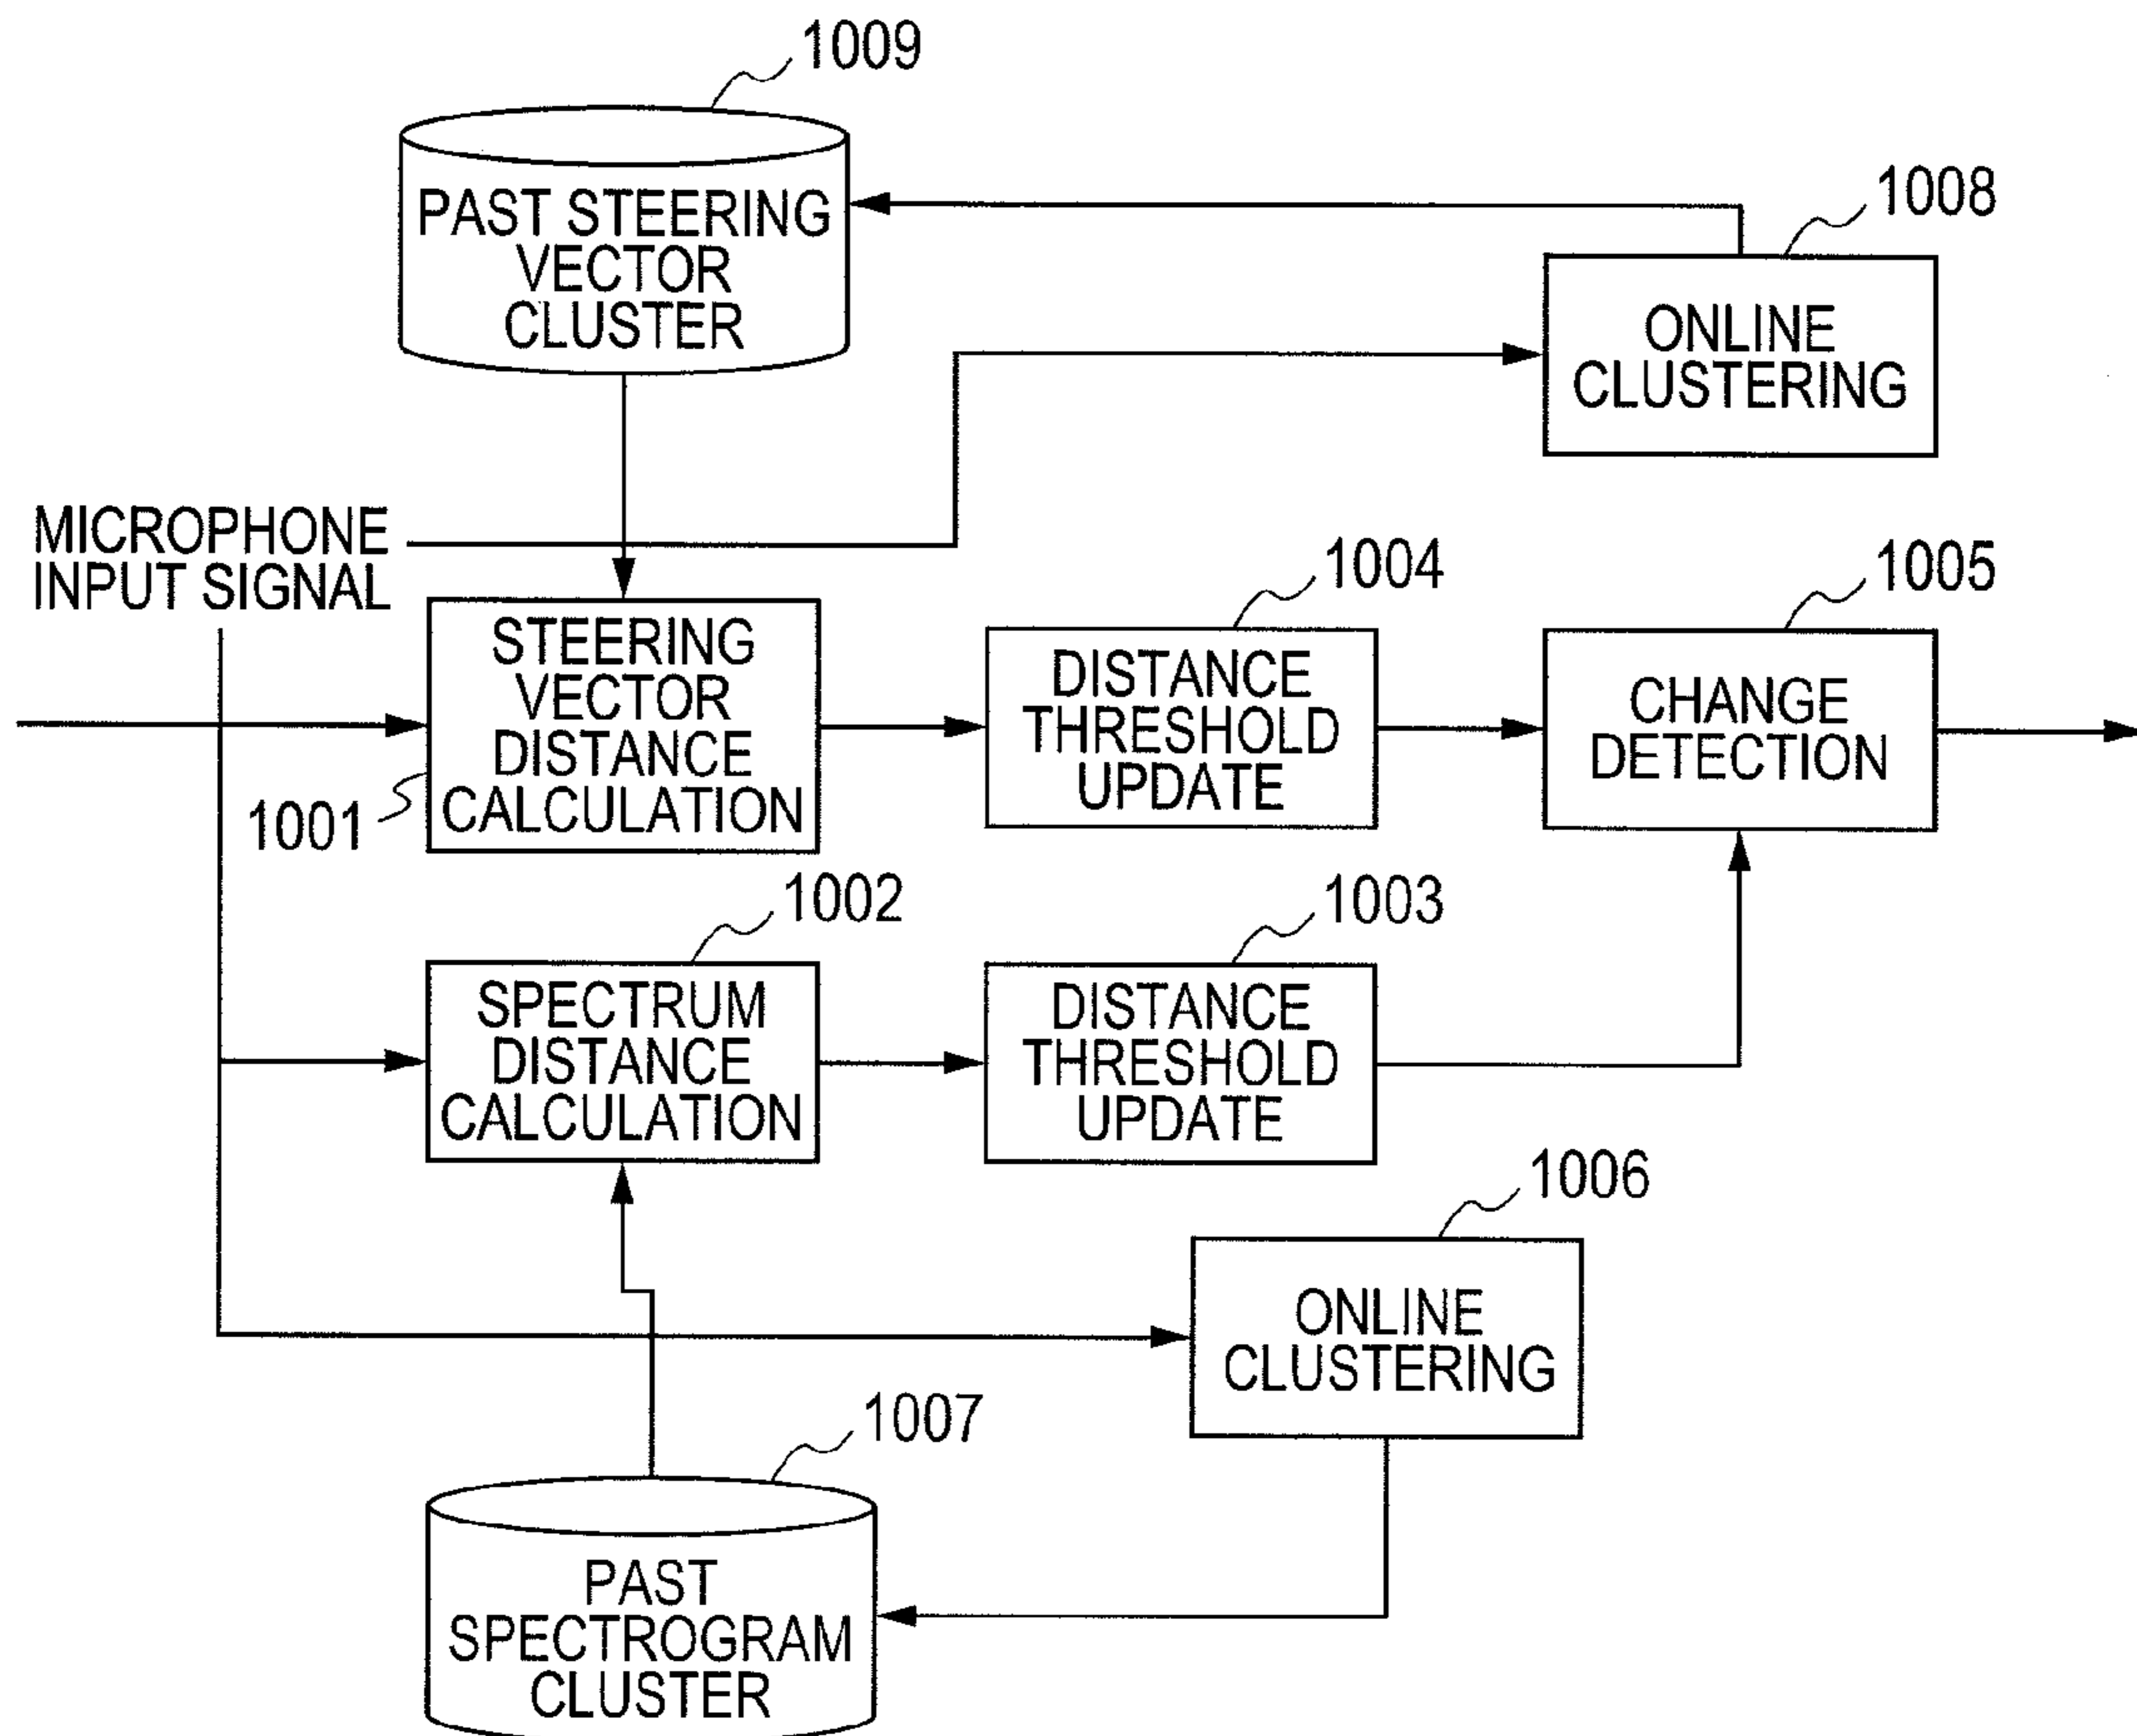 1009
PAST STEERING
VECTOR
CLUSTER
1008
ONLINE
CLUSTERING
MICROPHONE
INPUT SIGNAL
1004
1005
STEERING
VECTOR
DISTANCE
CALCULATION
1001
DISTANCE
THRESHOLD
UPDATE
CHANGE
DETECTION
1002
1003
SPECTRUM
DISTANCE
CALCULATION
DISTANCE
THRESHOLD
UPDATE
1006
ONLINE
CLUSTERING
1007
PAST
SPECTROGRAM
CLUSTER